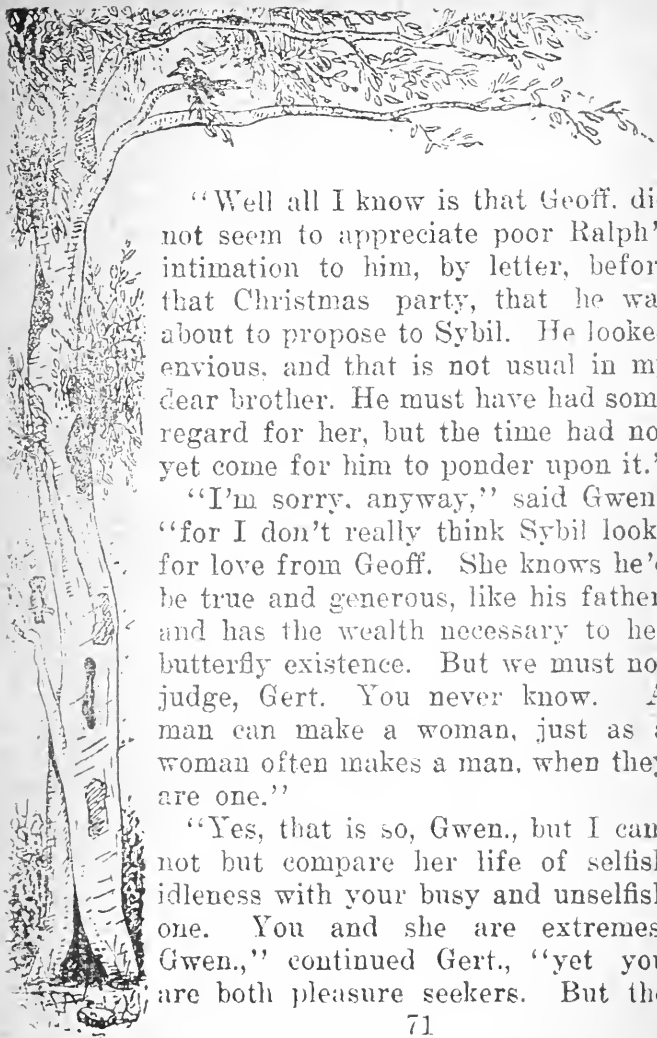 "Well all I know is that Geoff. di
not seem to appreciate poor Ralph'
intimation to him, by letter, befor
that Christmas party, that he wa
about to propose to Sybil. He looke
envious, and that is not usual in m
dear brother. He must have had som
regard for her, but the time had no
yet come for him to ponder upon it.'
"I'm sorry. anyway," said Gwen
"for I don't really think Sybil look
for love from Geoff. She knows he'
be true and generous, like his father
and has the wealth necessary to he
butterfly existence. But we must no
judge, Gert. You never know. A
man can make a woman, just as a
woman often makes a man, when they
are one."
"Yes, that is so, Gwen., but I can
not but compare her life of selfis
idleness with your busy and unselfis
one. You and she are extremes
Gwen.," continued Gert., "yet you
are both pleasure seekers. But the
71